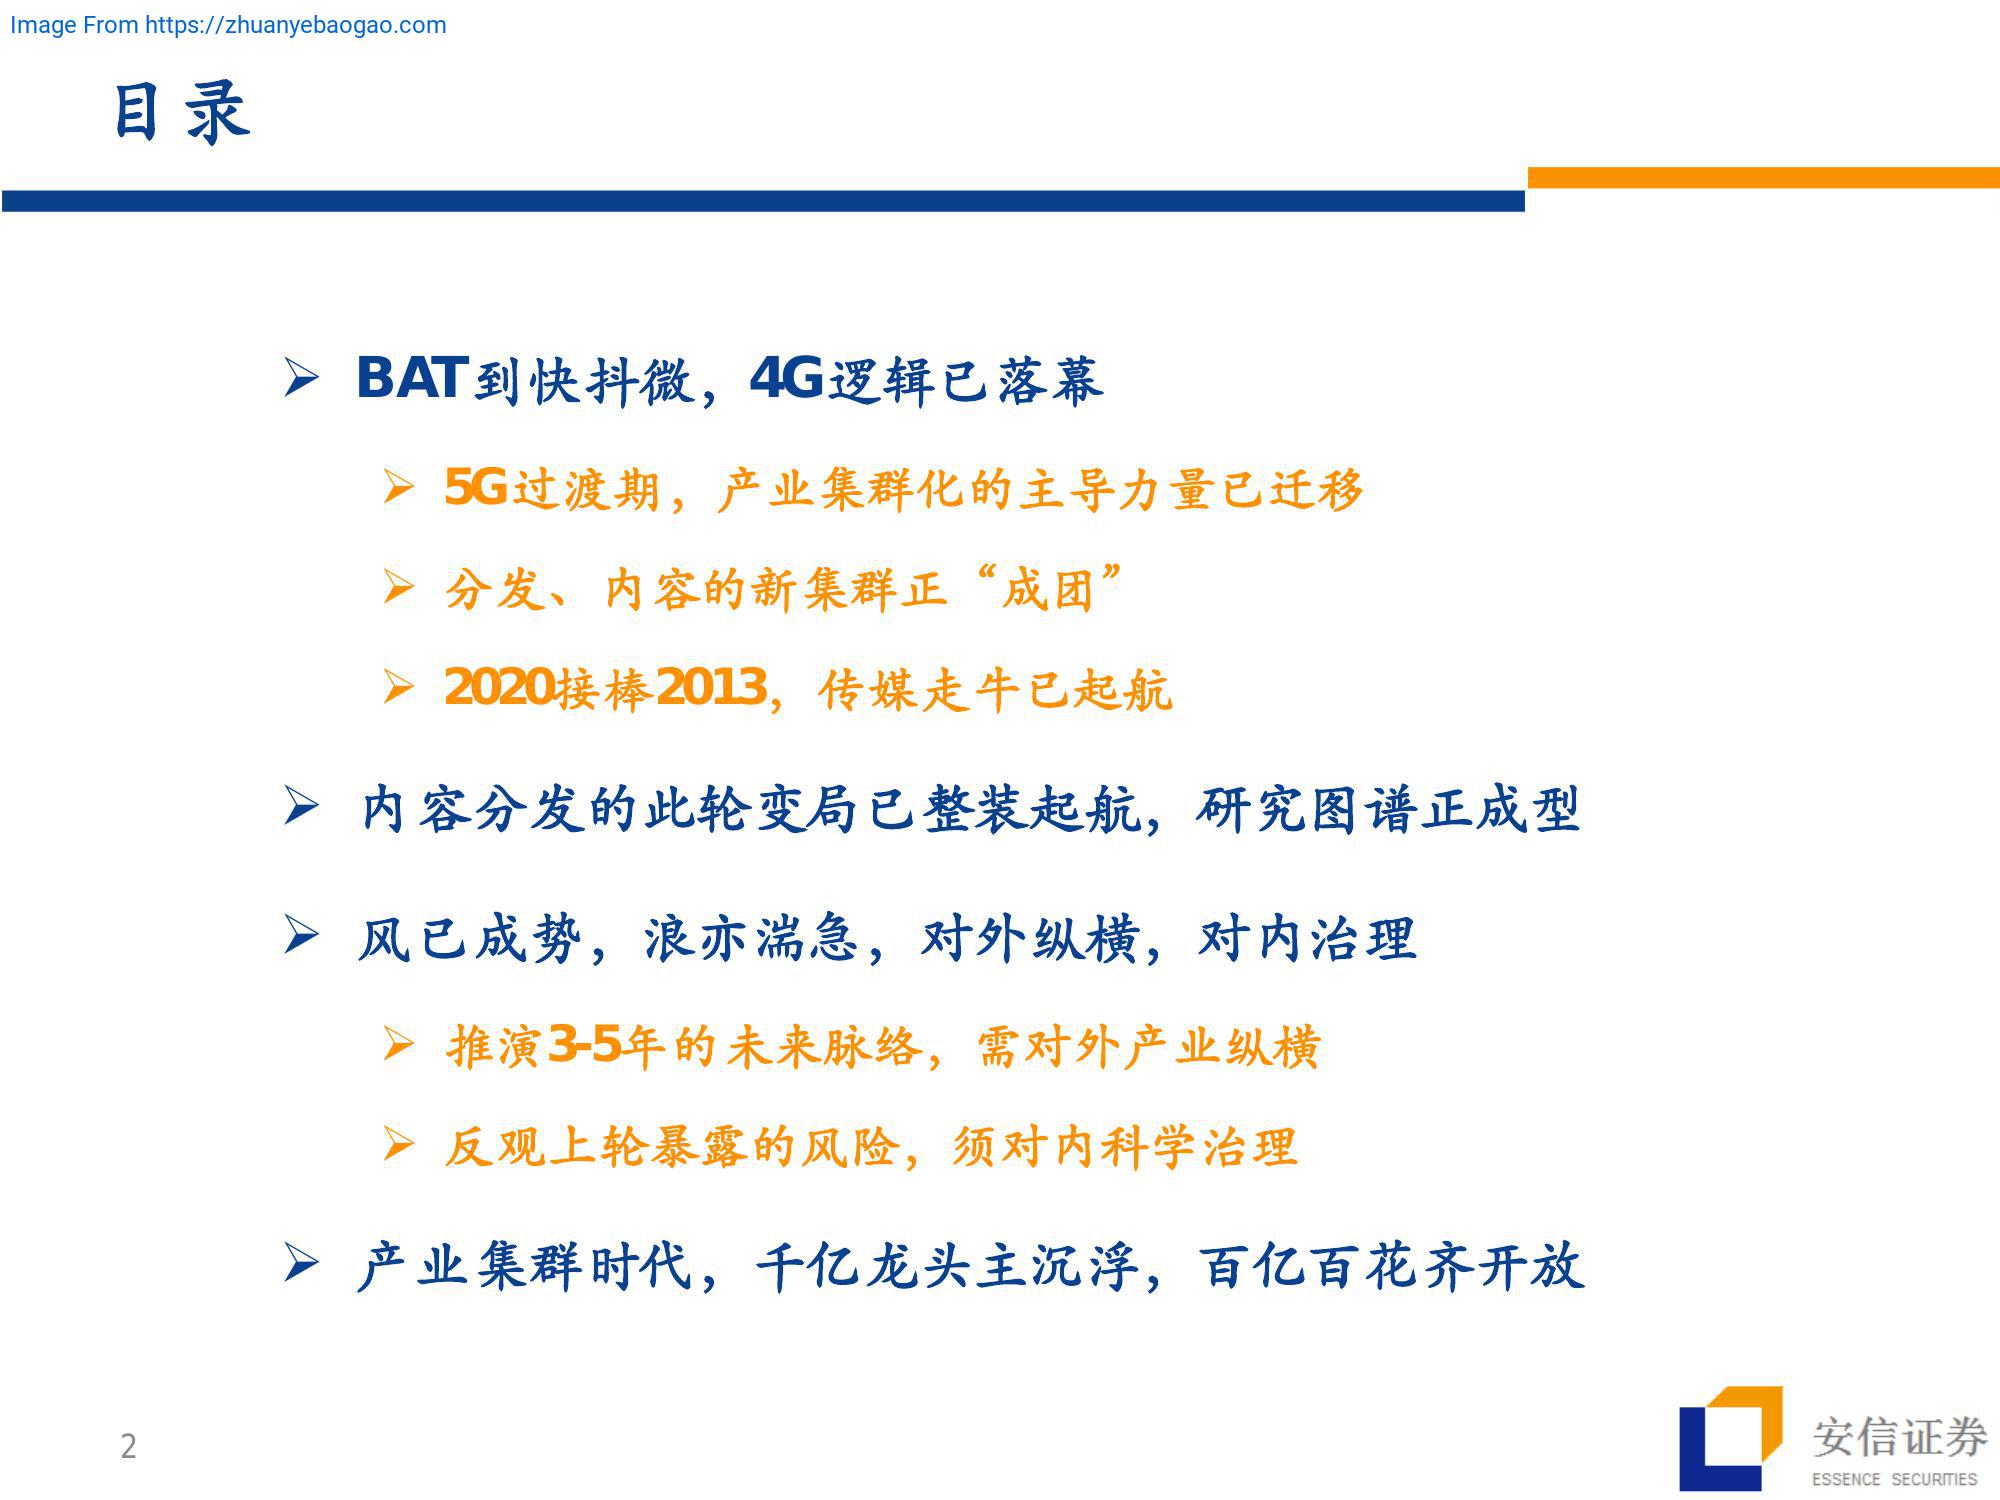 Image From https://zhuanyebaogao.com
目录
BAT到快抖微，4G逻辑已落幕
5G过渡期，产业集群化的主导力量已迁移
分发、内容的新集群正“成团”
2020接棒2013，传媒走牛已起航
内容分发的此轮变局已整装起航，研究图谱正成型
风已成势，浪亦湍急，对外纵横，对内治理
推演3-5年的未来脉络，需对外产业纵横
反观上轮暴露的风险，须对内科学治理
产业集群时代，千亿龙头主沉浮，百亿百花齐开放
2
安信证券
ESSENCE SECURITIES